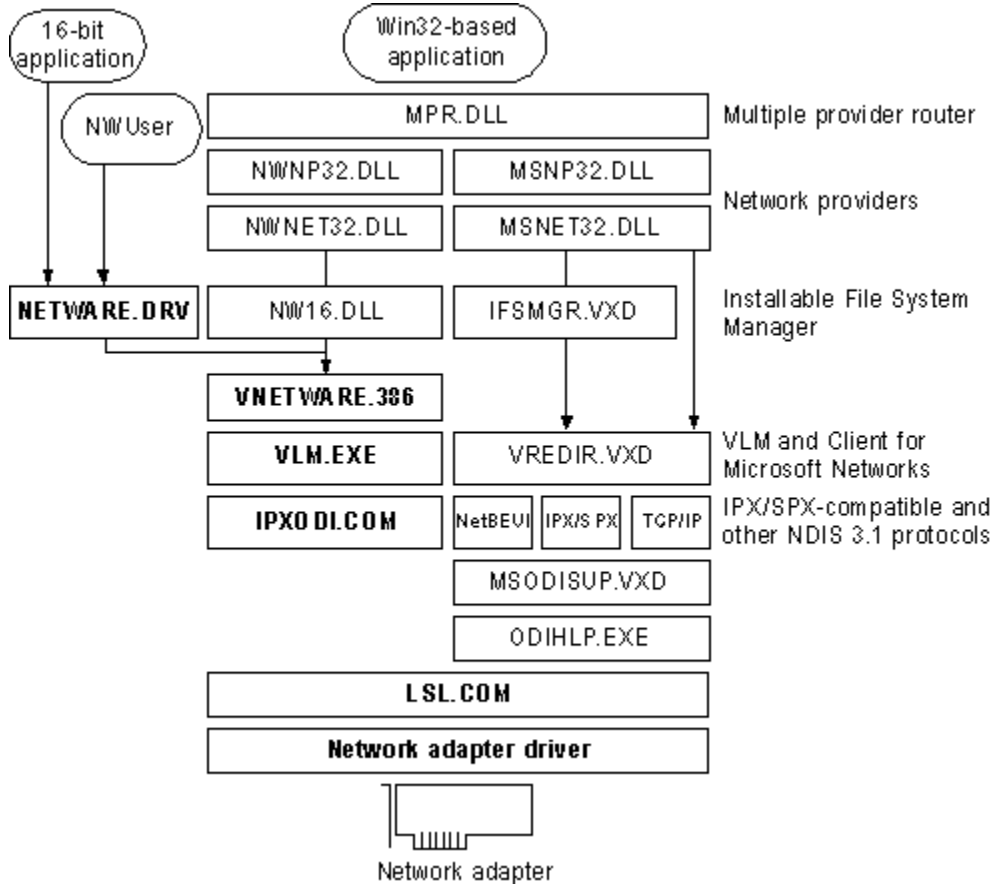 16-bit
application
Win32-based
application
NWUser
MPR.DLL
Multiple provider router
NWNP32.DLL
MSNP32.DLL
Network providers
NWNET32.DLL
MSNET32.DLL
NETWARE.DRV
NW16.DLL
IFSMGR.VXD
Installable File System
Manager
VNETWARE.386
VLM.EXE
VREDIR.VXD
VLM and Client for
Microsoft Networks
IPXODI.COM
NetBEUI
IPX/SPX
TCP/IP
IPX/SPX-compatible and
other NDIS 3.1 protocols
MSODISUP.VXD
ODIHLP.EXE
LSL.COM
Network adapter driver
Network adapter